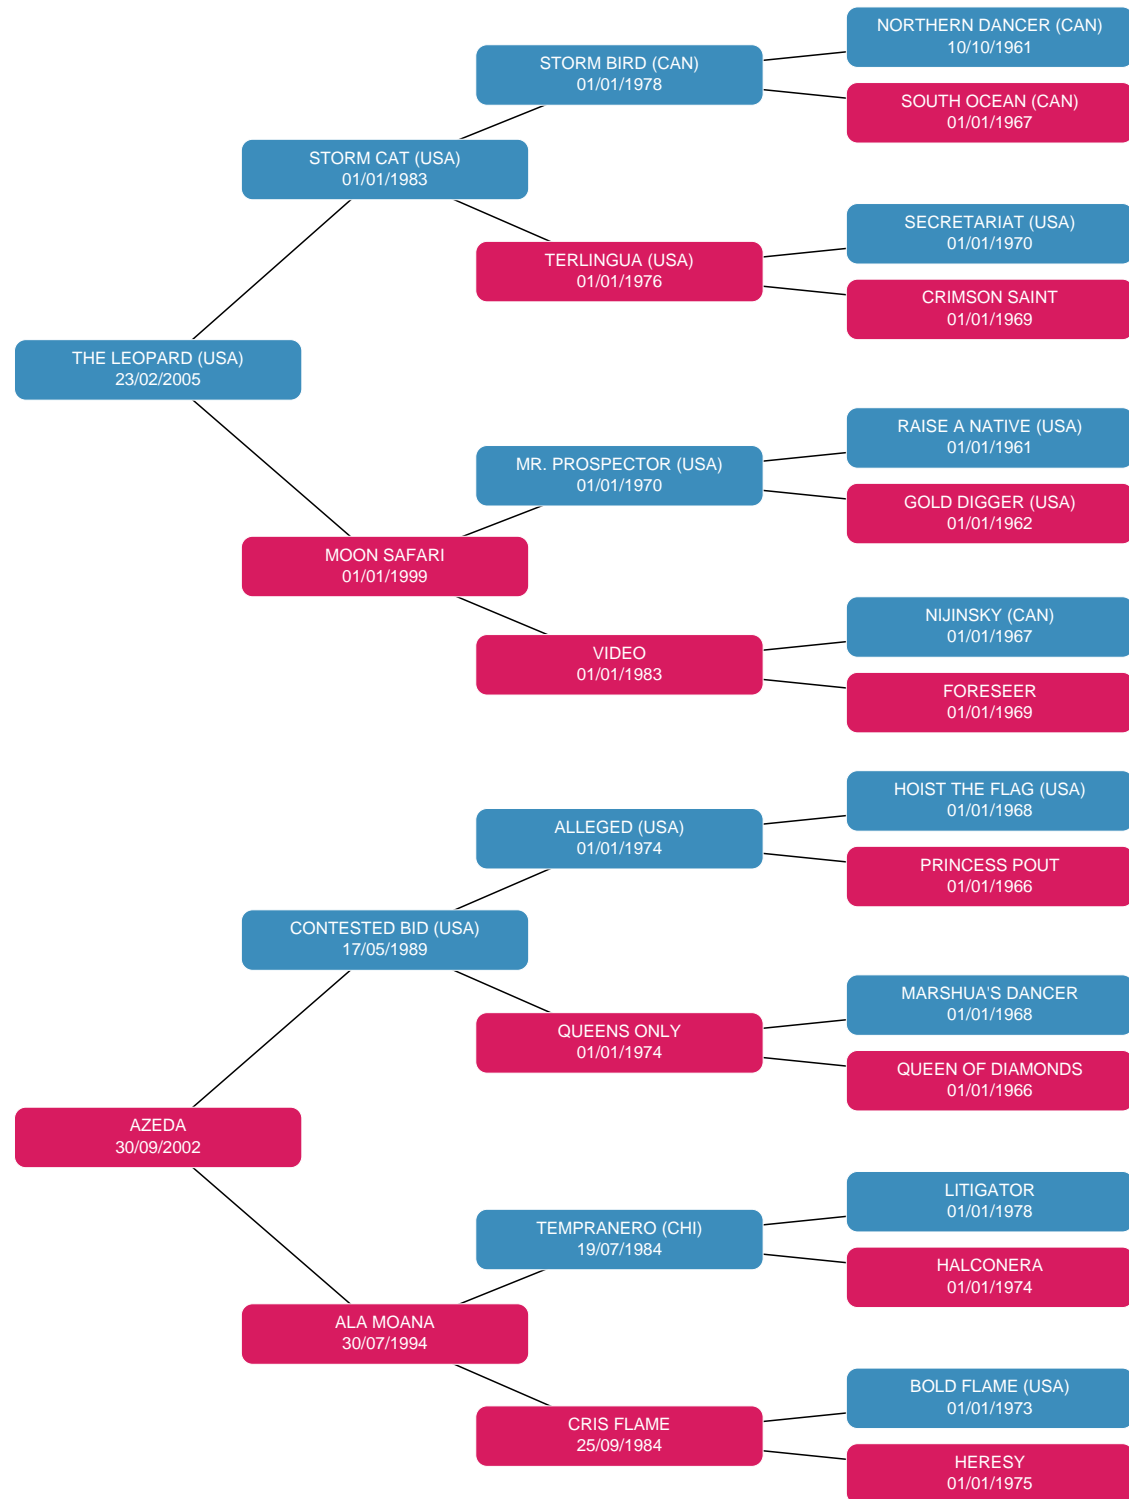 NORTHERN DANCER (CAN)
10/10/1961
STORM BIRD (CAN)
01/01/1978
SOUTH OCEAN (CAN)
01/01/1967
STORM CAT (USA)
01/01/1983
SECRETARIAT (USA)
01/01/1970
TERLINGUA (USA)
01/01/1976
CRIMSON SAINT
01/01/1969
THE LEOPARD (USA)
23/02/2005
RAISE A NATIVE (USA)
01/01/1961
MR. PROSPECTOR (USA)
01/01/1970
GOLD DIGGER (USA)
01/01/1962
MOON SAFARI
01/01/1999
NIJINSKY (CAN)
01/01/1967
VIDEO
01/01/1983
FORESEER
01/01/1969
HOIST THE FLAG (USA)
01/01/1968
ALLEGED (USA)
01/01/1974
PRINCESS POUT
01/01/1966
CONTESTED BID (USA)
17/05/1989
MARSHUA'S DANCER
01/01/1968
QUEENS ONLY
01/01/1974
QUEEN OF DIAMONDS
01/01/1966
AZEDA
30/09/2002
LITIGATOR
01/01/1978
TEMPRANERO (CHI)
19/07/1984
HALCONERA
01/01/1974
ALA MOANA
30/07/1994
BOLD FLAME (USA)
01/01/1973
CRIS FLAME
25/09/1984
HERESY
01/01/1975